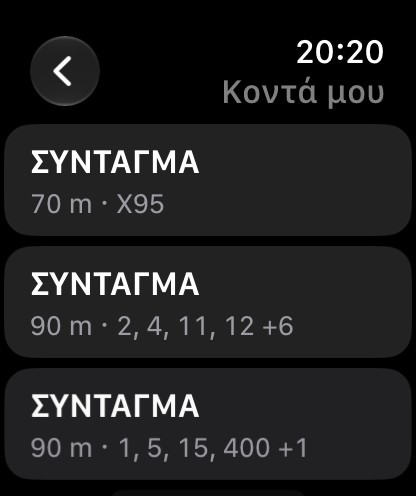 20:20
Κοντά μου
ΣΥΝΤΑΓΜΑ
70 m · X95
ΣΥΝΤΑΓΜΑ
90 m · 2, 4, 11, 12 +6
ΣΥΝΤΑΓΜΑ
90 m · 1, 5, 15, 400 +1